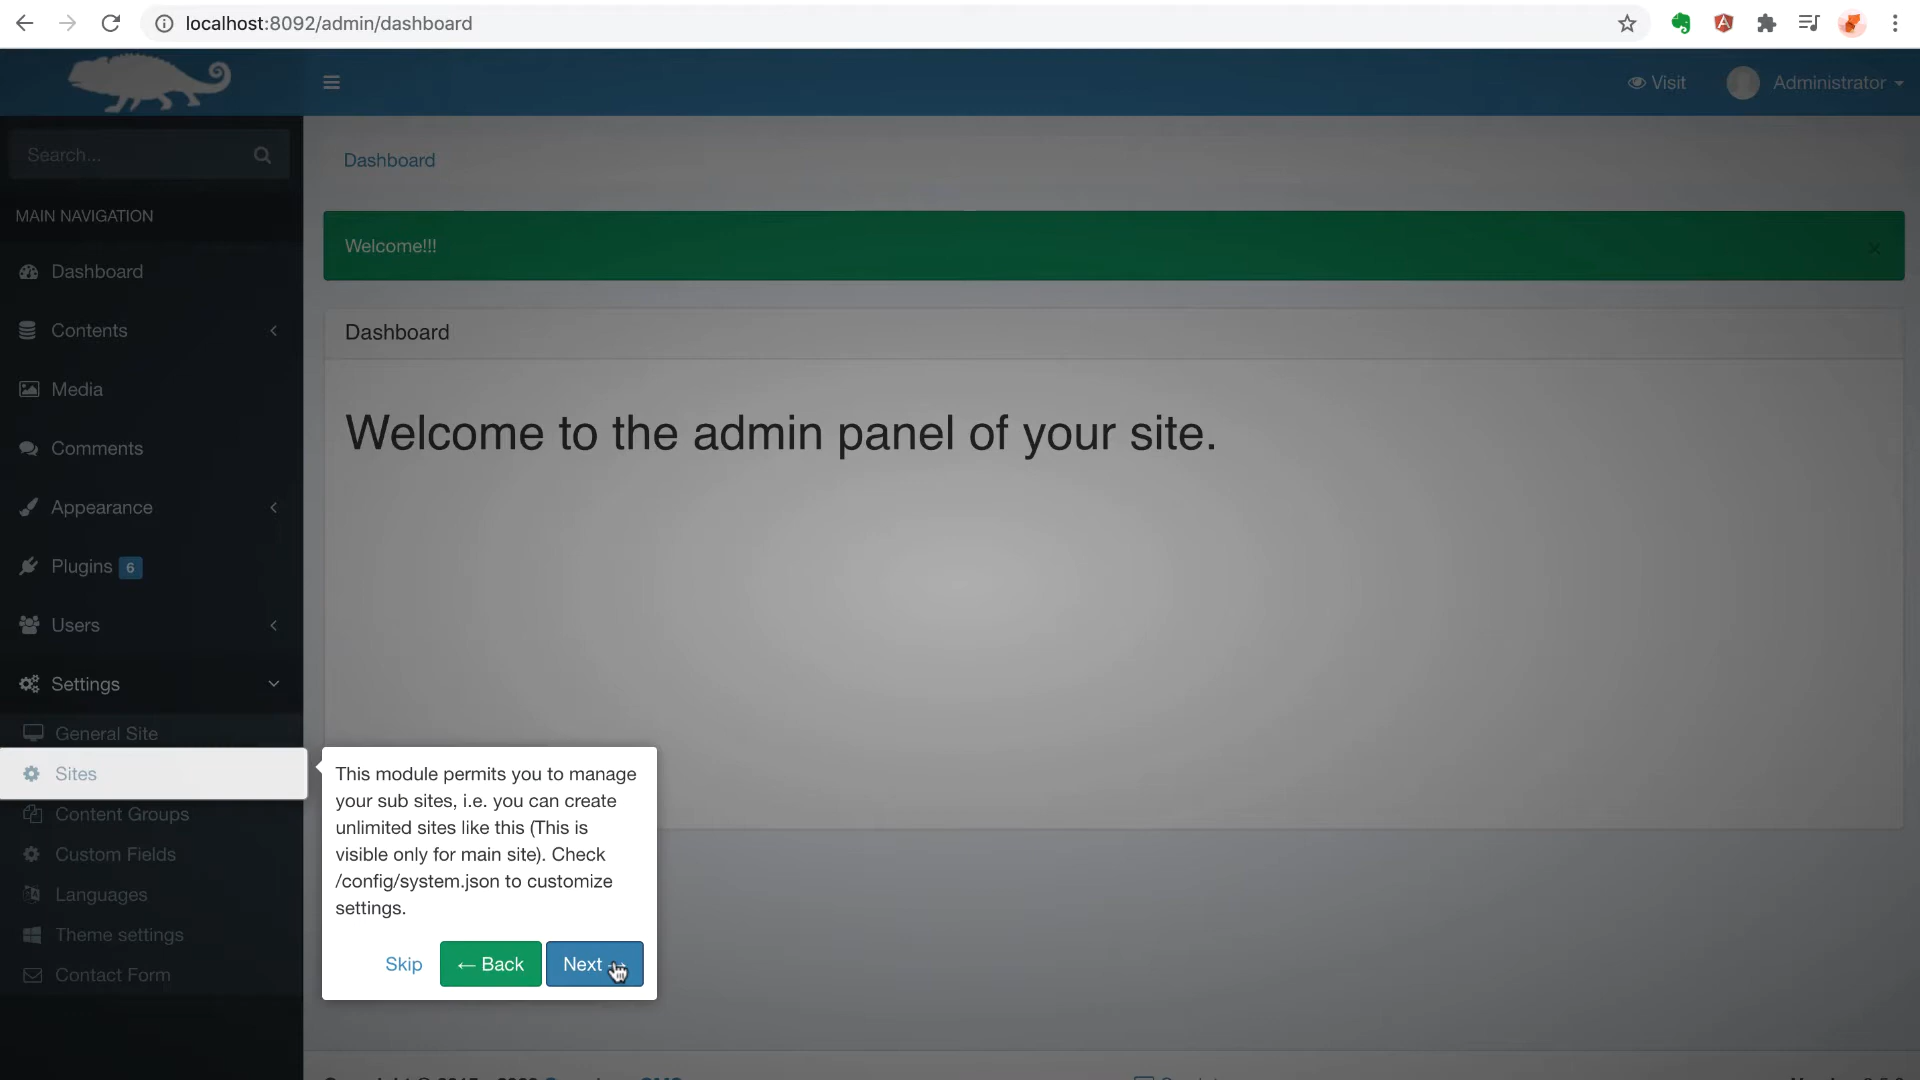 localhost:8092/admin/dashboard
Visit
Administrator
Search...
Dashboard
MAIN NAVIGATION
Welcome!!!
Dashboard
Contents
Dashboard
Media
Welcome to the admin panel of your site.
Comments
Appearance
Plugins 6
Users
Settings
General Site
Sites
Content Groups
Custom Fields
Languages
Theme settings
Contact Form
This module permits you to manage
your sub sites, i.e. you can create
unlimited sites like this (This is
visible only for main site). Check
/config/system.json to customize
settings.
Skip
← Back
Next